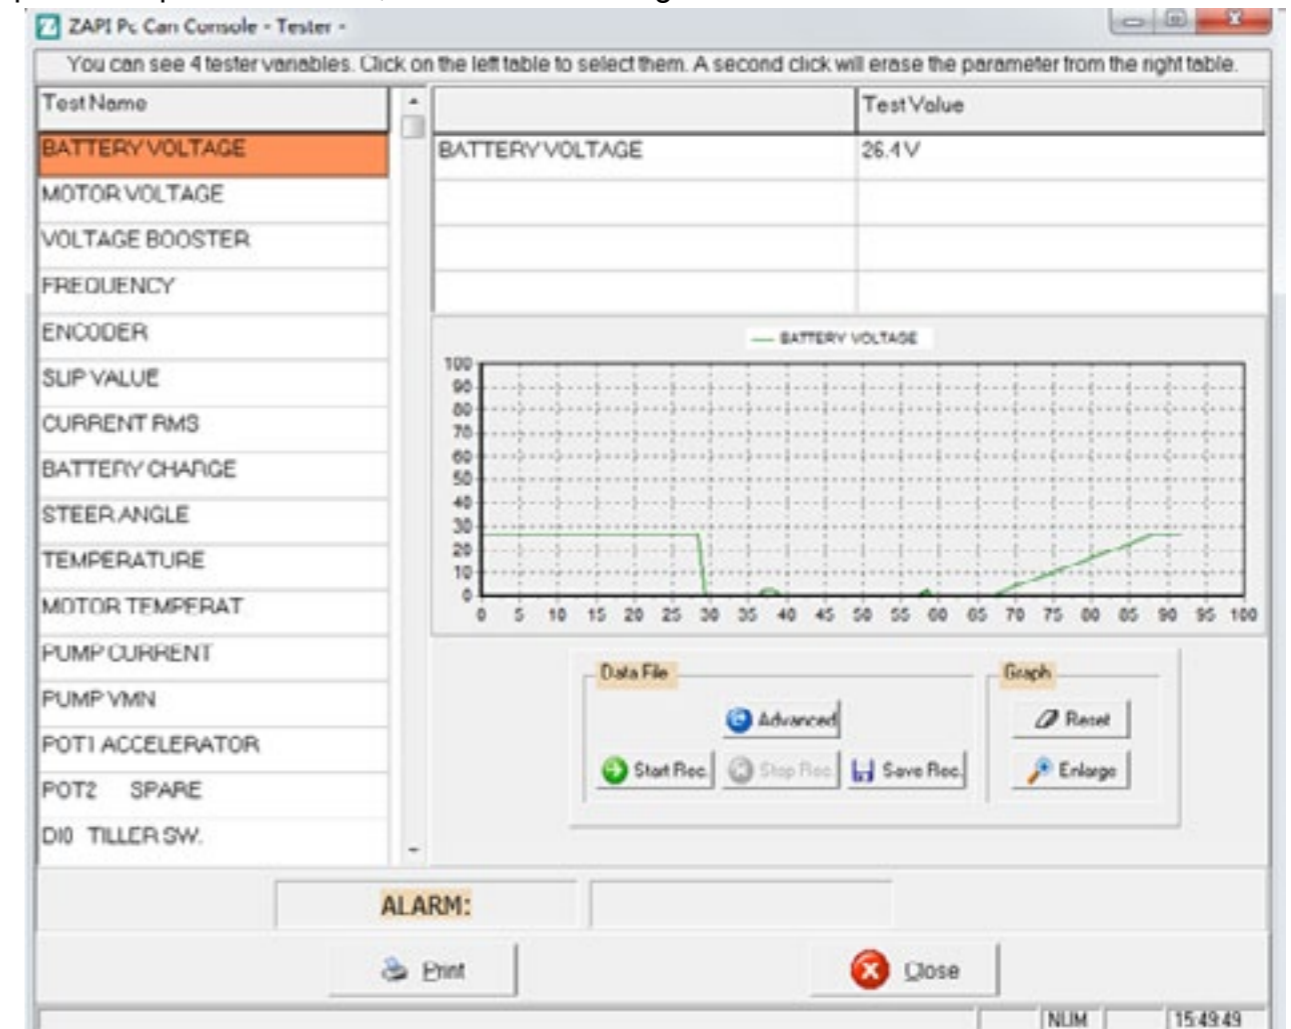 ZAPI Pc Can Console - Tester -
You can see 4 tester variables. Click on the left table to select them. A second click will erase the parameter from the right table.
Test Name
Test Value
BATTERY VOLTAGE
BATTERY VOLTAGE 26.4 V
MOTOR VOLTAGE
VOLTAGE BOOSTER
FREQUENCY
ENCODER
SLIP VALUE
CURRENT RMS
BATTERY CHARGE
STEER ANGLE
TEMPERATURE
MOTOR TEMPERAT
PUMP CURRENT
PUMP VMN
POT1 ACCELERATOR
POT2 SPARE
DI0 TILLER SW.
BATTERY VOLTAGE
100
90
80
70
60
50
40
30
20
10
0
0 5 10 15 20 25 30 35 40 45 50 55 60 65 70 75 80 85 90 95 100
Data File
Advanced
Start Rec. Stop Rec. Save Rec.
Graph
Reset
Enlarge
ALARM:
Print Close
NUM 15:49:49